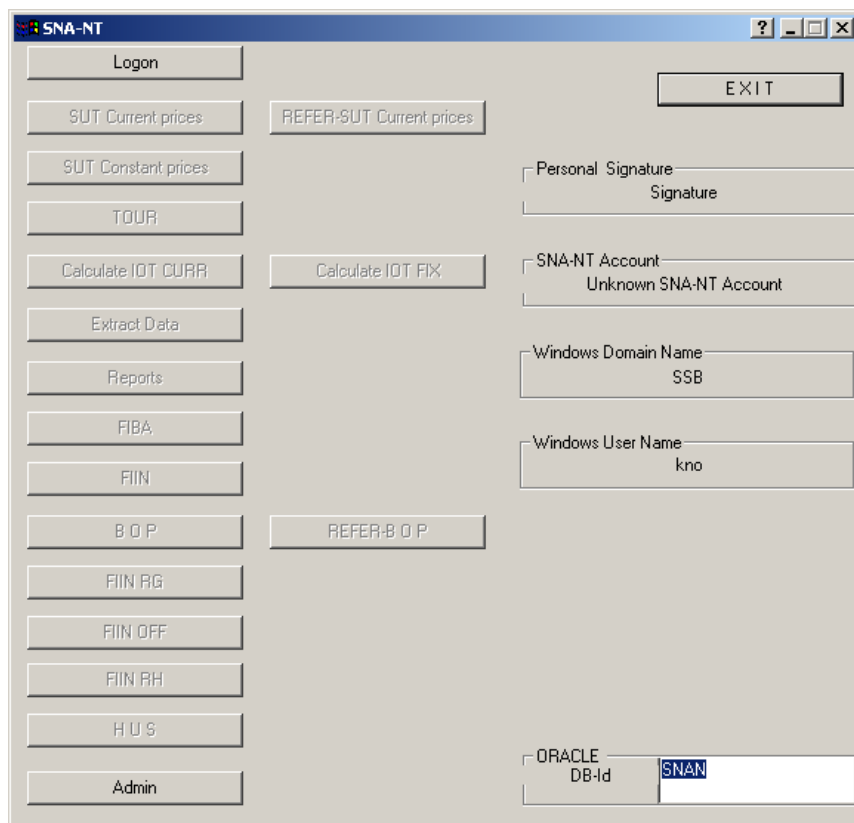 SNA-NT
Logon
EXIT
SUT Current prices
REFER-SUT Current prices
SUT Constant prices
Personal Signature
Signature
TOUR
Calculate IOT CURR
Calculate IOT FIX
SNA-NT Account
Unknown SNA-NT Account
Extract Data
Reports
Windows Domain Name
SSB
FIBA
FIIN
Windows User Name
kno
B O P
REFER-B O P
FIIN RG
FIIN OFF
FIIN RH
H U S
Admin
ORACLE
DB-Id
SNAN